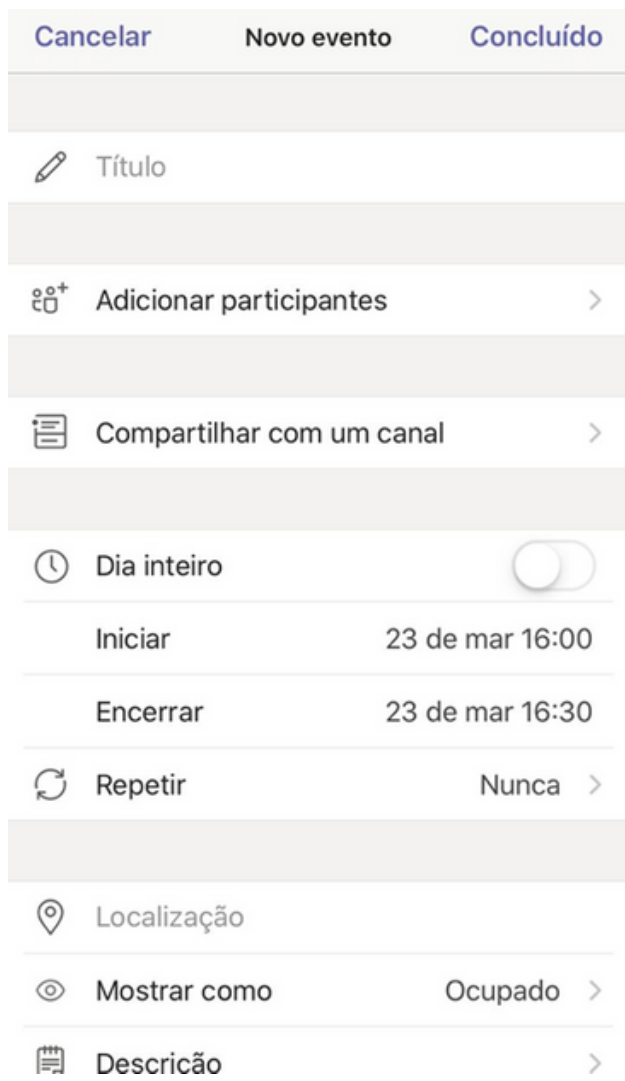 Cancelar Novo evento Concluído
Título
Adicionar participantes
Compartilhar com um canal
Dia inteiro
Iniciar 23 de mar 16:00
Encerrar 23 de mar 16:30
Repetir Nunca
Localização
Mostrar como Ocupado
Descrição